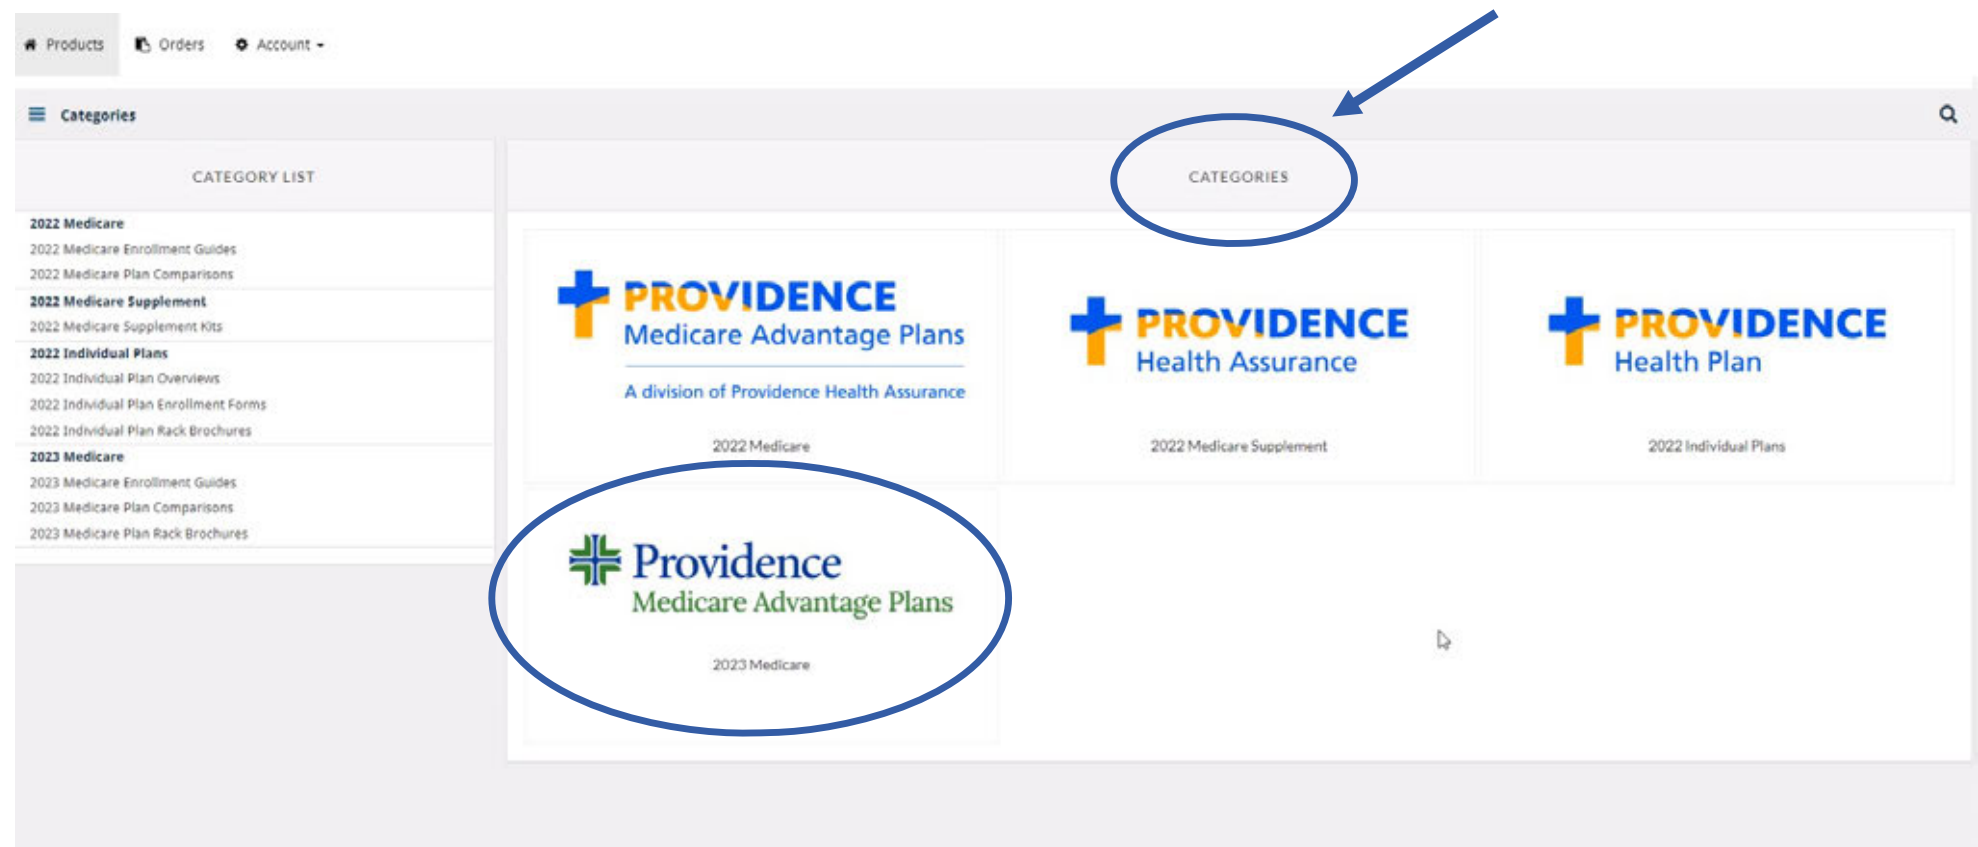 Products Orders Account
Categories
CATEGORY LIST
2022 Medicare
2022 Medicare Enrollment Guides
2022 Medicare Plan Comparisons
2022 Medicare Supplement
2022 Medicare Supplement Kits
2022 Individual Plans
2022 Individual Plan Overviews
2022 Individual Plan Enrollment Forms
2022 Individual Plan Rack Brochures
2023 Medicare
2023 Medicare Enrollment Guides
2023 Medicare Plan Comparisons
2023 Medicare Plan Rack Brochures
CATEGORIES
PROVIDENCE
Medicare Advantage Plans
A division of Providence Health Assurance
2022 Medicare
PROVIDENCE
Health Assurance
2022 Medicare Supplement
PROVIDENCE
Health Plan
2022 Individual Plans
Providence
Medicare Advantage Plans
2023 Medicare